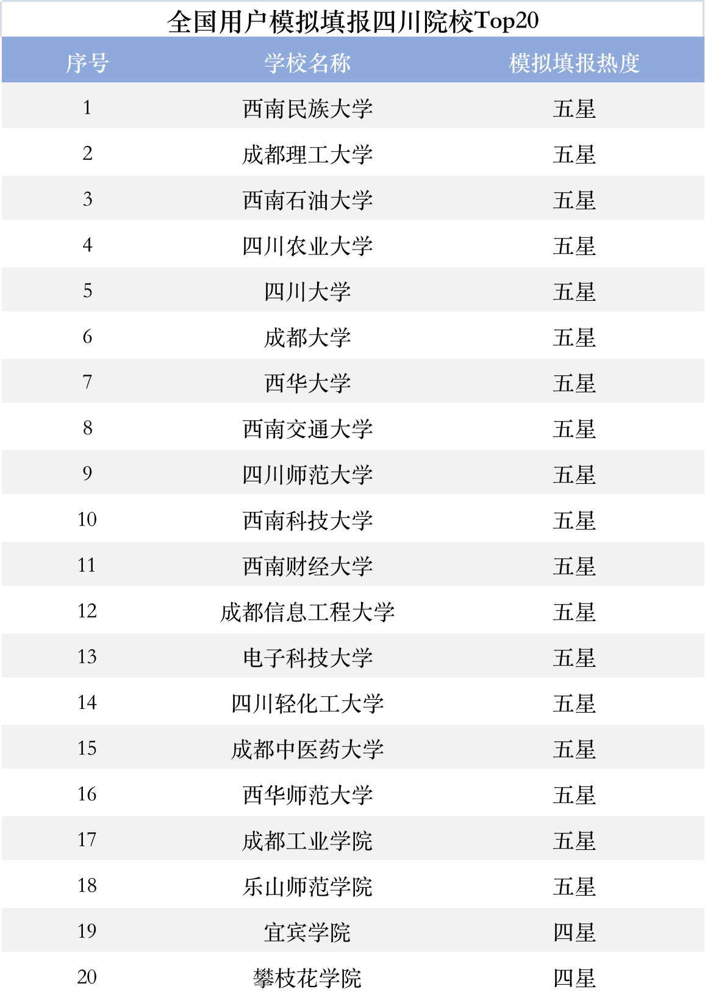 全国用户模拟填报四川院校Top20
序号 学校名称 模拟填报热度
1 西南民族大学 五星
2 成都理工大学 五星
3 西南石油大学 五星
4 四川农业大学 五星
5 四川大学 五星
6 成都大学 五星
7 西华大学 五星
8 西南交通大学 五星
9 四川师范大学 五星
10 西南科技大学 五星
11 西南财经大学 五星
12 成都信息工程大学 五星
13 电子科技大学 五星
14 四川轻化工大学 五星
15 成都中医药大学 五星
16 西华师范大学 五星
17 成都工业学院 五星
18 乐山师范学院 五星
19 宜宾学院 四星
20 攀枝花学院 四星